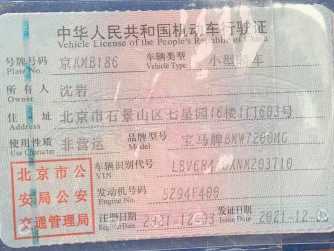 中华人民共和国机动车行驶证
Vehicle License of the People's Republic of China
号牌号码 京KMB186 车辆类型 小型
Plate No. Vehicle Type
所有人 沈岩
Owner
住址 北京市石景山区七星园16楼1门603号
Address
使用性质 非营运 品牌型号 宝马牌BMW7200MG
Use Character Model
北京市公
安局公安
交通管理局
车辆识别代号
VIN
发动机号码 5294F400
Engine No.
注册日期 2021-12-03 发证日期 2021-12
Register Date Issue Date